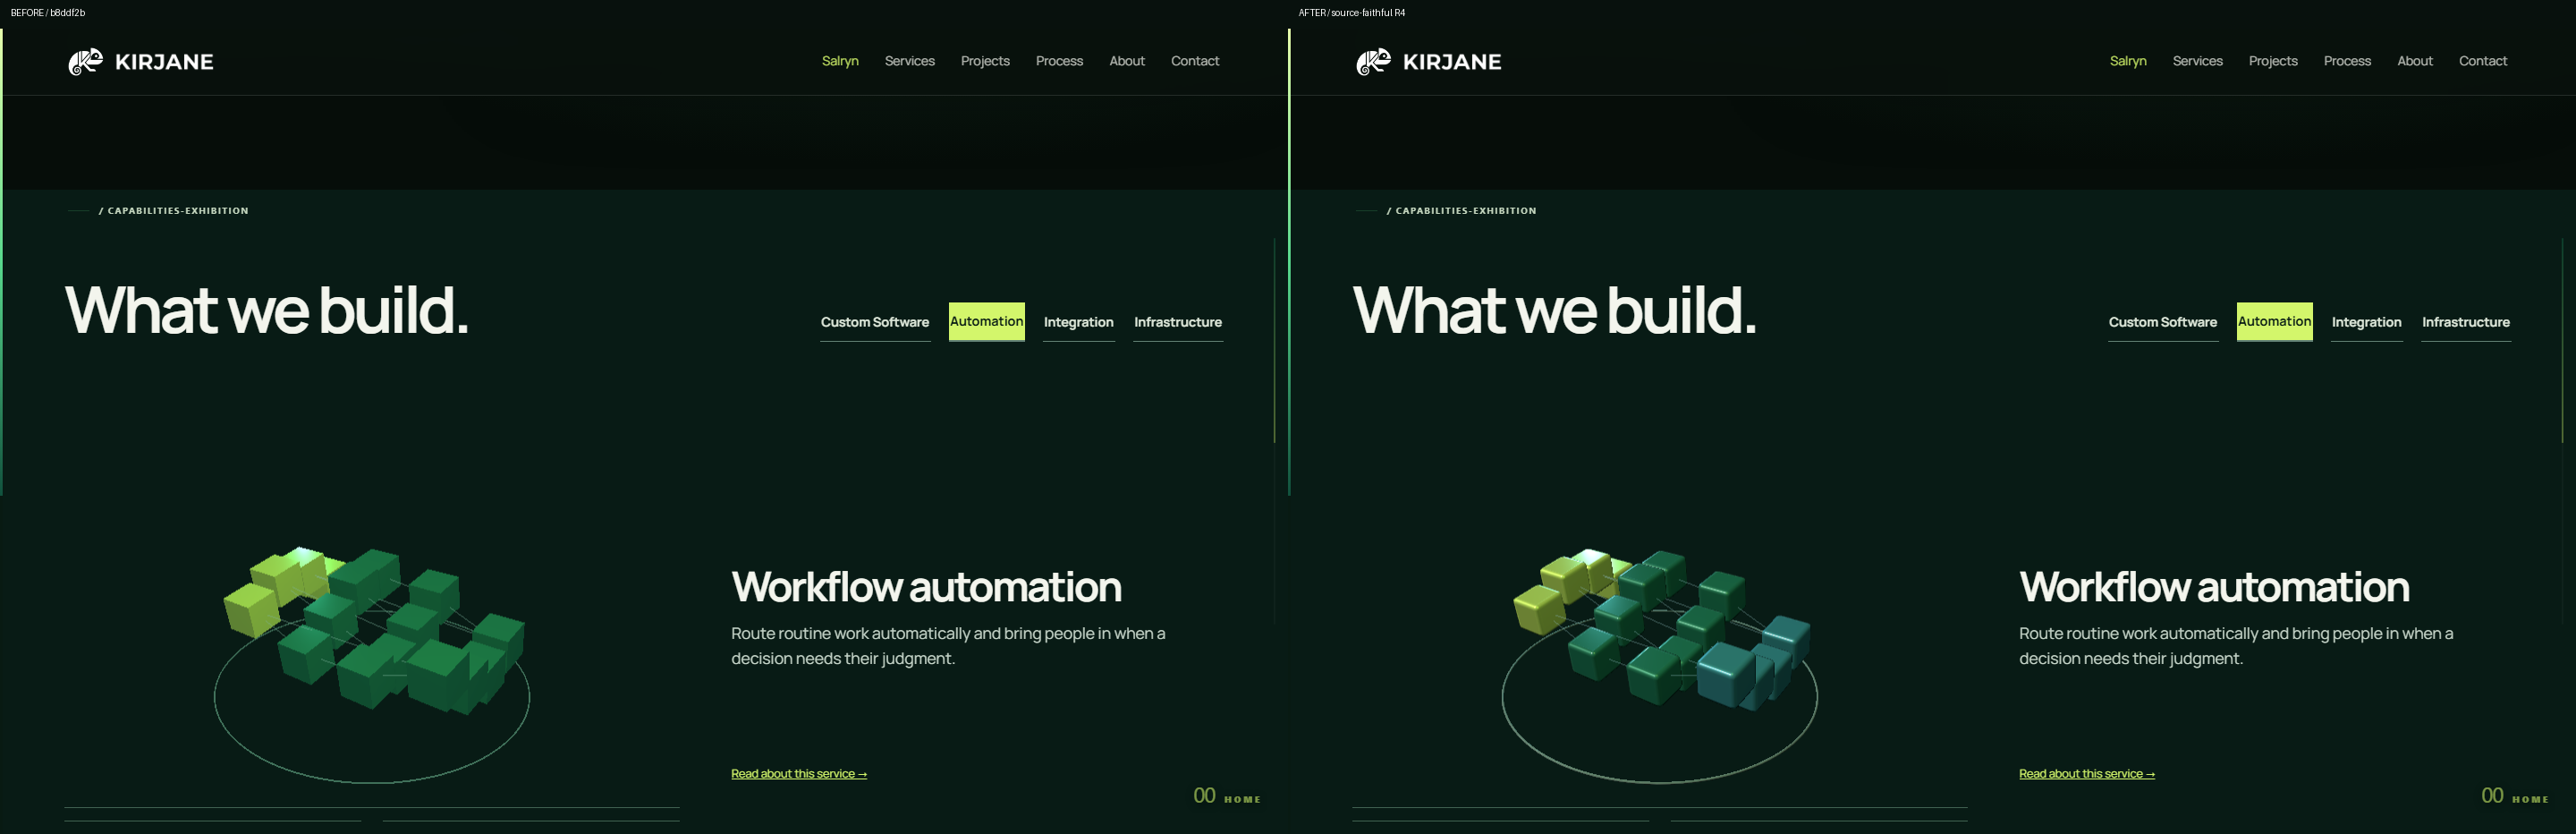 BEFORE / b8ddf2b
KIRJANE
Salryn Services Projects Process About Contact
/ CAPABILITIES-EXHIBITION
What we build.
Custom Software Automation Integration Infrastructure
Workflow automation
Route routine work automatically and bring people in when a
decision needs their judgment.
Read about this service →
00 HOME
AFTER / source-faithful R4
KIRJANE
Salryn Services Projects Process About Contact
/ CAPABILITIES-EXHIBITION
What we build.
Custom Software Automation Integration Infrastructure
Workflow automation
Route routine work automatically and bring people in when a
decision needs their judgment.
Read about this service →
00 HOME